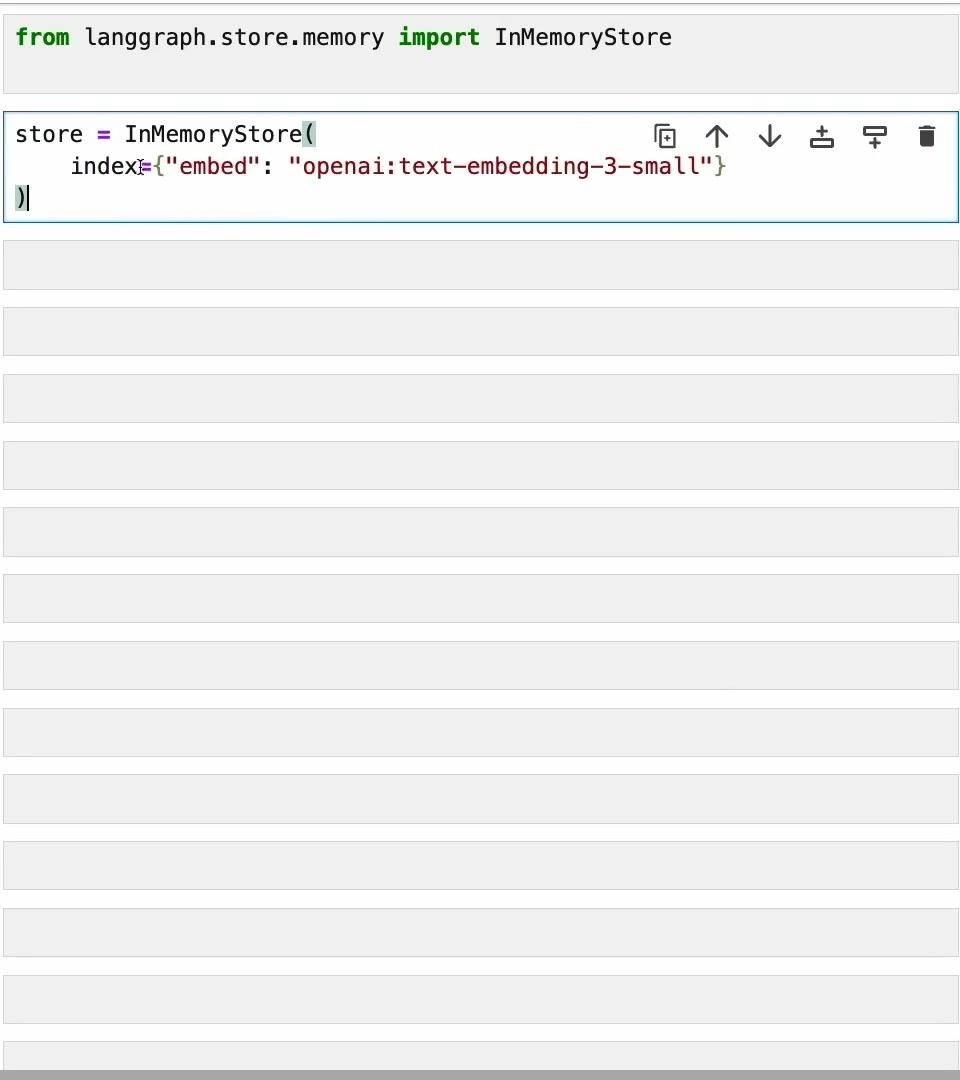 from langgraph.store.memory import InMemoryStore
store = InMemoryStore(
    index={"embed": "openai:text-embedding-3-small"}
)